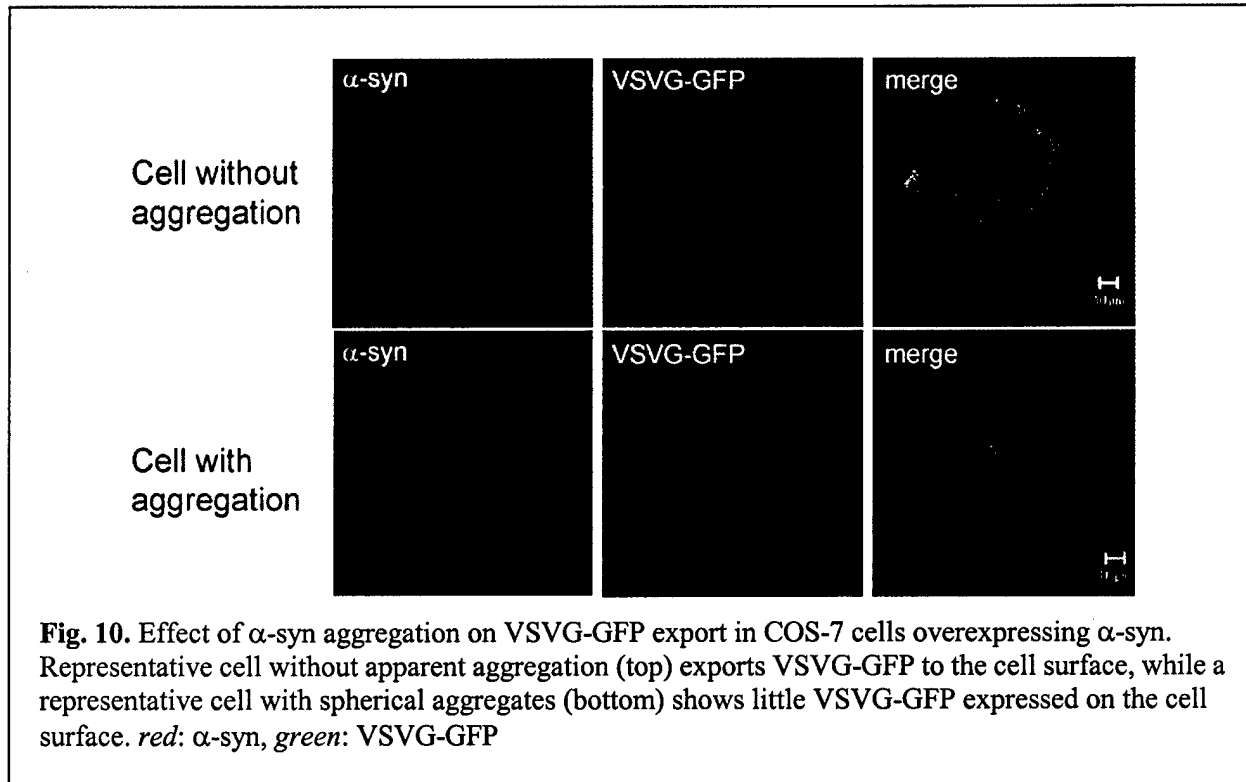 α-syn VSVG-GFP merge
Cell without
aggregation
α-syn VSVG-GFP merge
Cell with
aggregation
Fig. 10. Effect of α-syn aggregation on VSVG-GFP export in COS-7 cells overexpressing α-syn.
Representative cell without apparent aggregation (top) exports VSVG-GFP to the cell surface, while a
representative cell with spherical aggregates (bottom) shows little VSVG-GFP expressed on the cell
surface. red: α-syn, green: VSVG-GFP